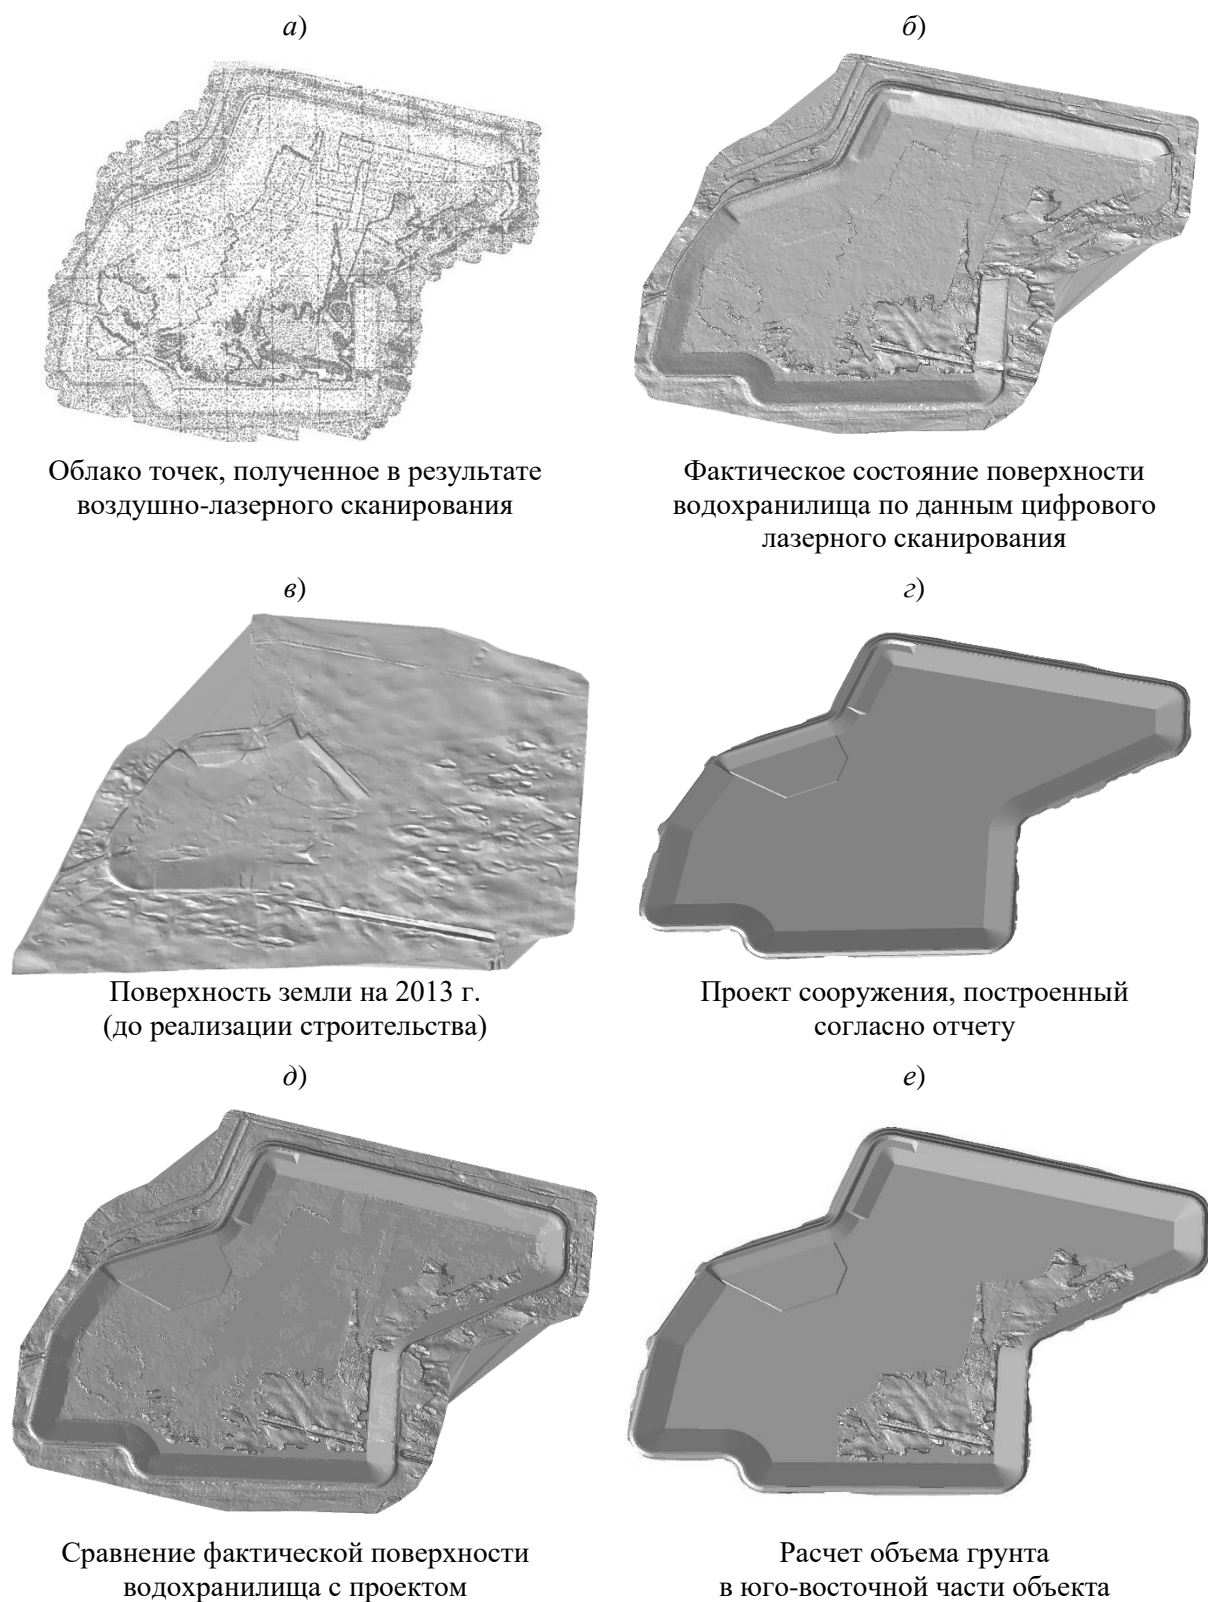 а)
б)
Облако точек, полученное в результате
воздушно-лазерного сканирования
Фактическое состояние поверхности
водохранилища по данным цифрового
лазерного сканирования
в)
г)
Поверхность земли на 2013 г.
(до реализации строительства)
Проект сооружения, построенный
согласно отчету
д)
е)
Сравнение фактической поверхности
водохранилища с проектом
Расчет объема грунта
в юго-восточной части объекта